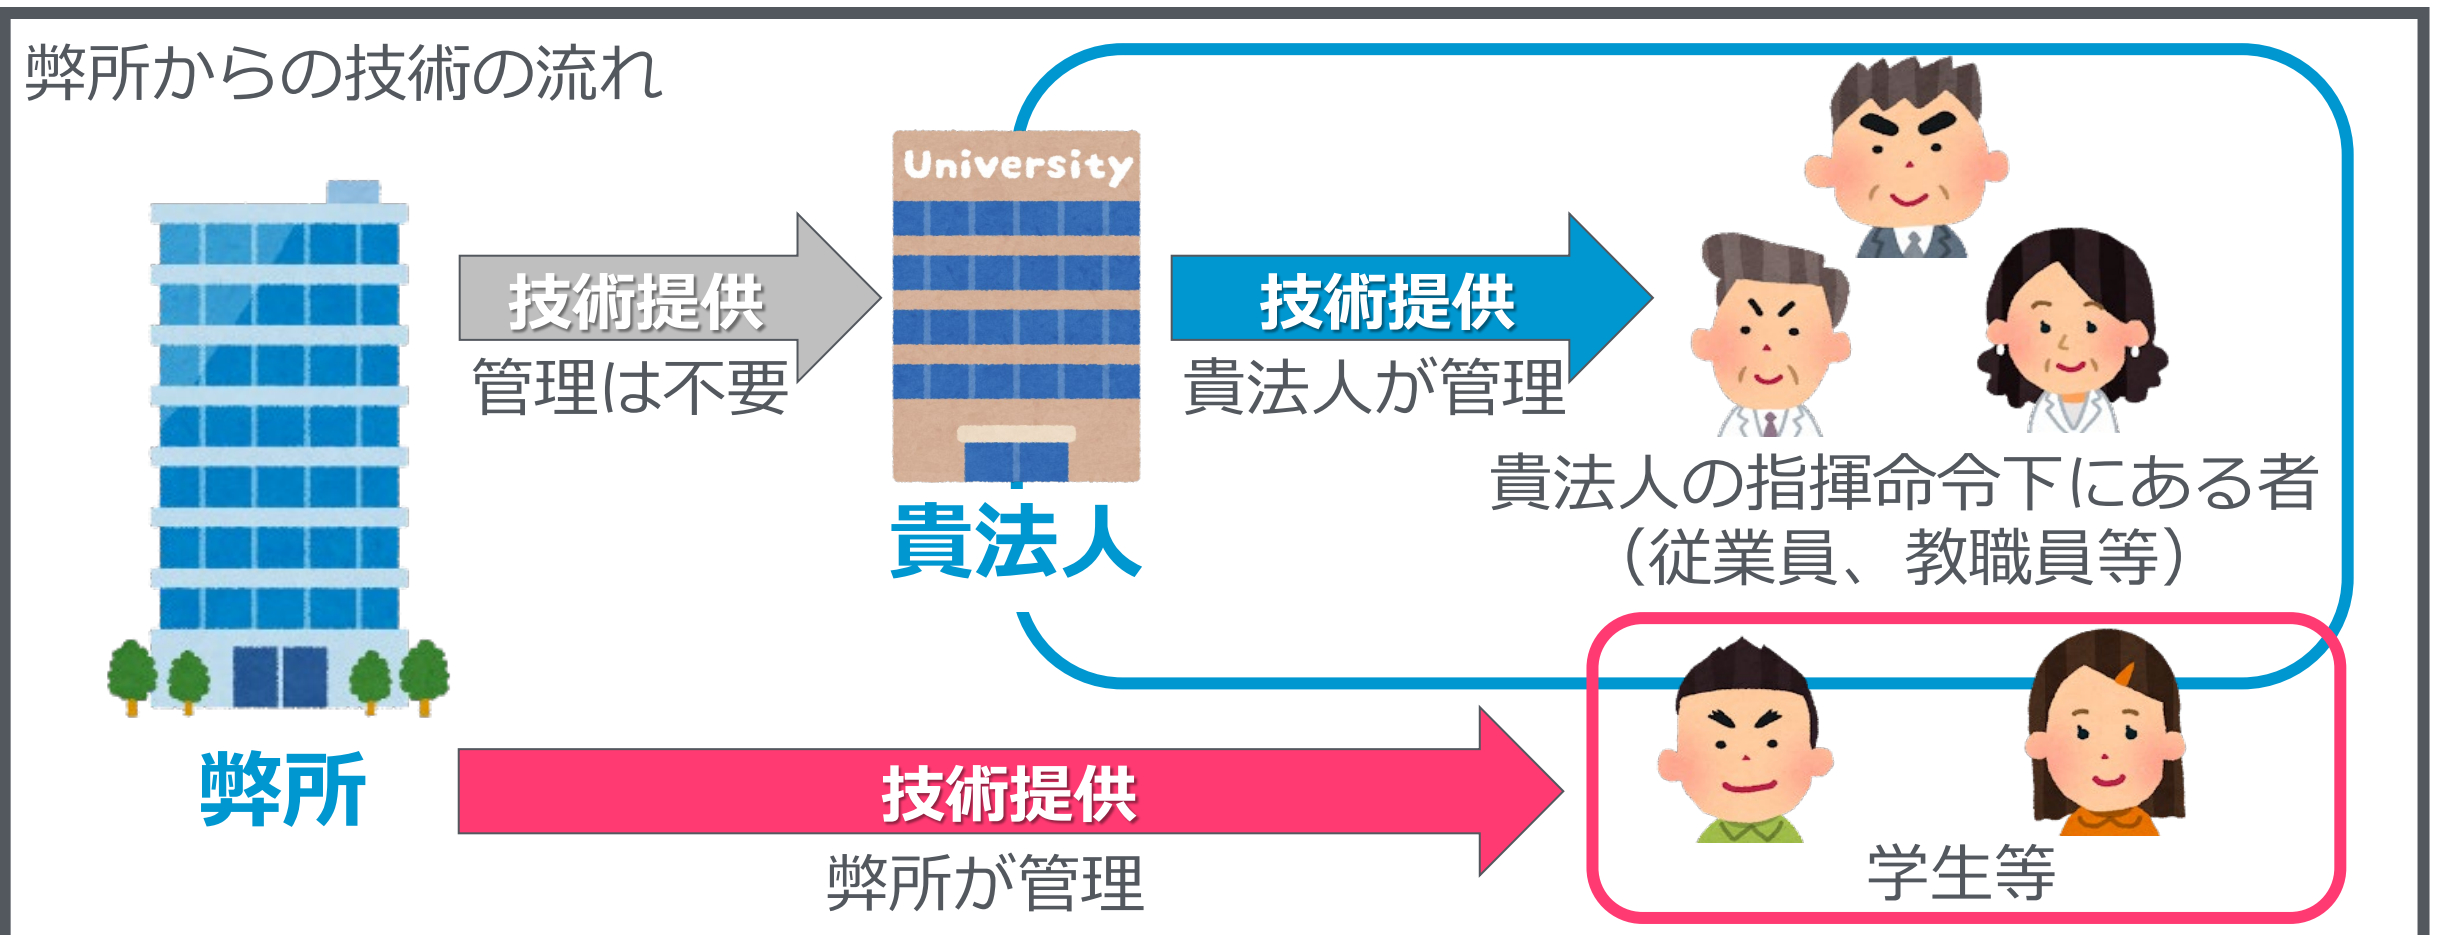 弊所からの技術の流れ
University
技術提供
管理は不要
技術提供
貴法人が管理
貴法人
貴法人の指揮命令下にある者
（従業員、教職員等）
弊所
技術提供
弊所が管理
学生等